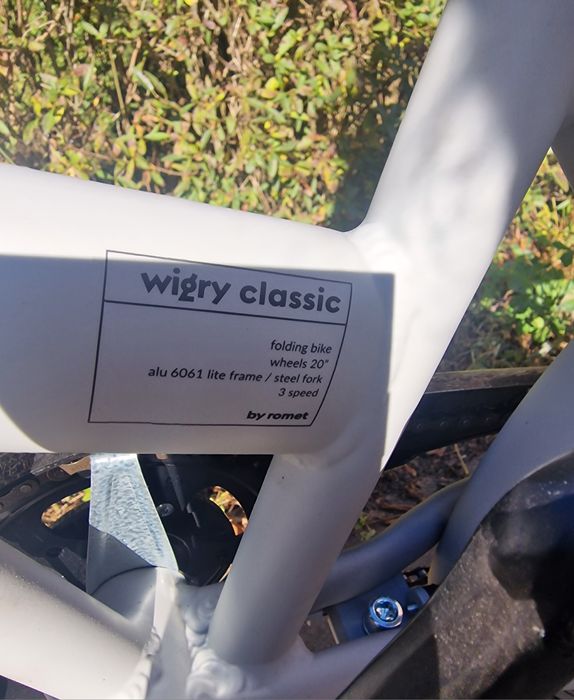 wigry classic
folding bike
wheels 20"
alu 6061 lite frame / steel fork
3 speed
by romet